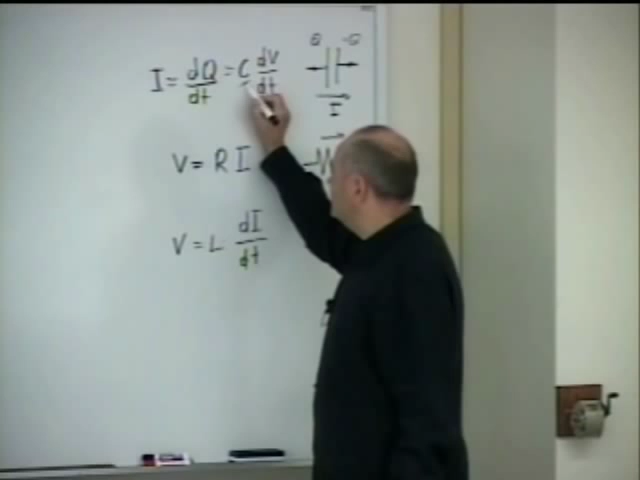 I = dQ/dt = C dV/dt
Q -Q
I
V = R I
V = L dI/dt